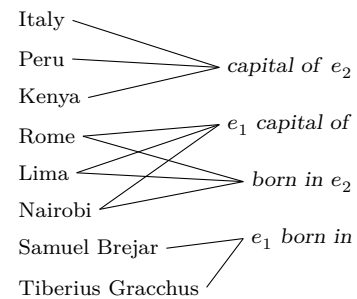 Italy
Peru
capital of e₂
Kenya
e₁ capital of
Rome
Lima
born in e₂
Nairobi
e₁ born in
Samuel Brejar
Tiberius Gracchus